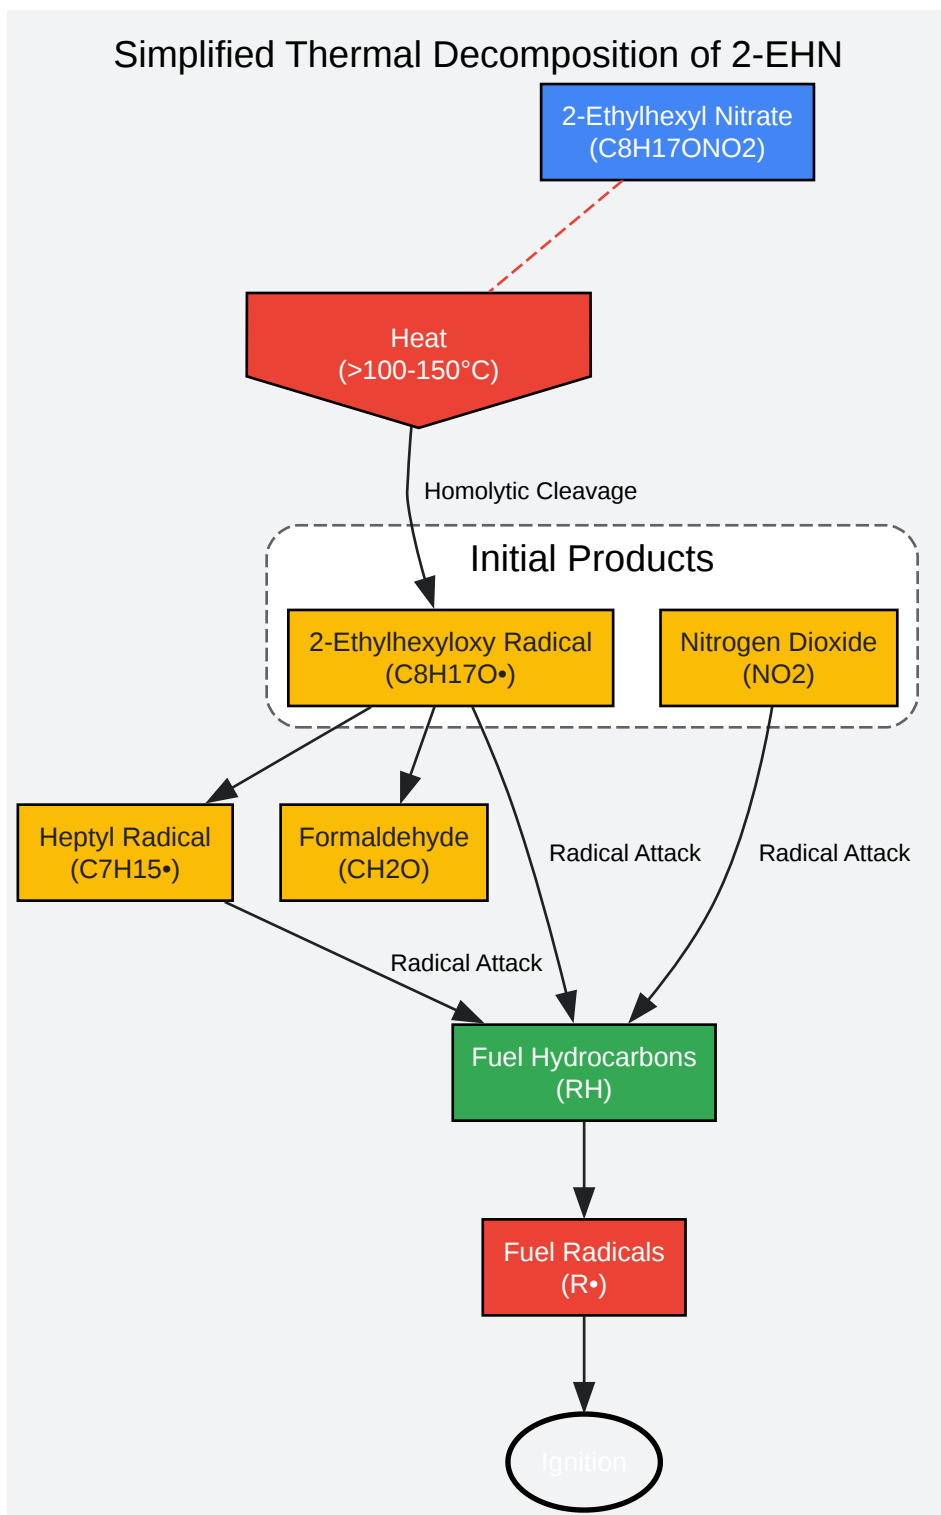 Simplified Thermal Decomposition of 2-EHN
2-Ethylhexyl Nitrate
(C8H17ONO2)
Heat
(>100-150°C)
Homolytic Cleavage
Initial Products
2-Ethylhexyloxy Radical
(C8H17O•)
Nitrogen Dioxide
(NO2)
Heptyl Radical
(C7H15•)
Formaldehyde
(CH2O)
Radical Attack
Radical Attack
Radical Attack
Fuel Hydrocarbons
(RH)
Fuel Radicals
(R•)
Ignition